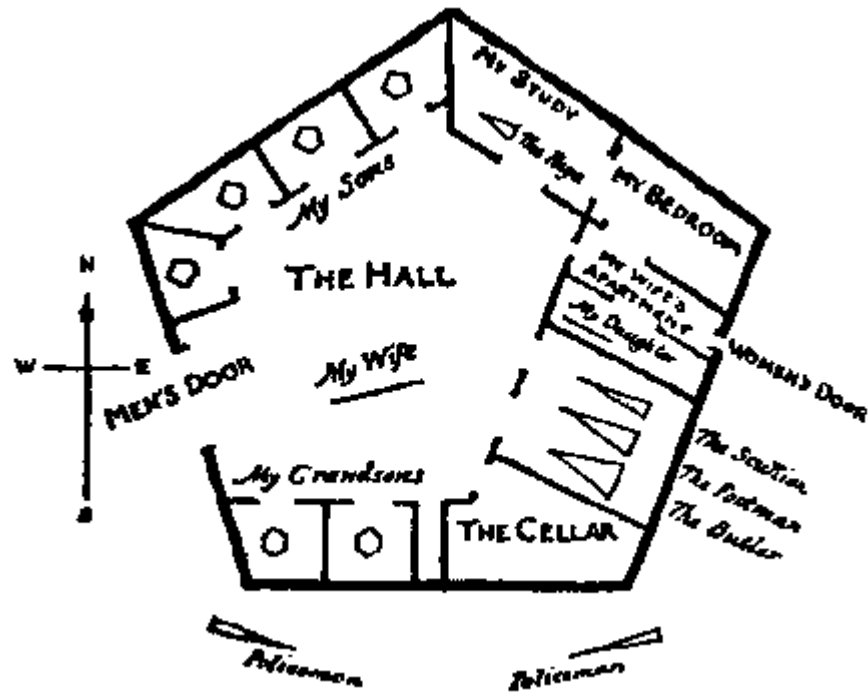 MY STUDY
The Page
MY BEDROOM
My Sons
N
THE HALL
MY WIFE'S
APARTMENT
My Daughter
W E
MEN'S DOOR
My Wife
WOMEN'S DOOR
The Scullion
The Footman
The Butler
My Grandsons
S
THE CELLAR
Policeman
Policeman